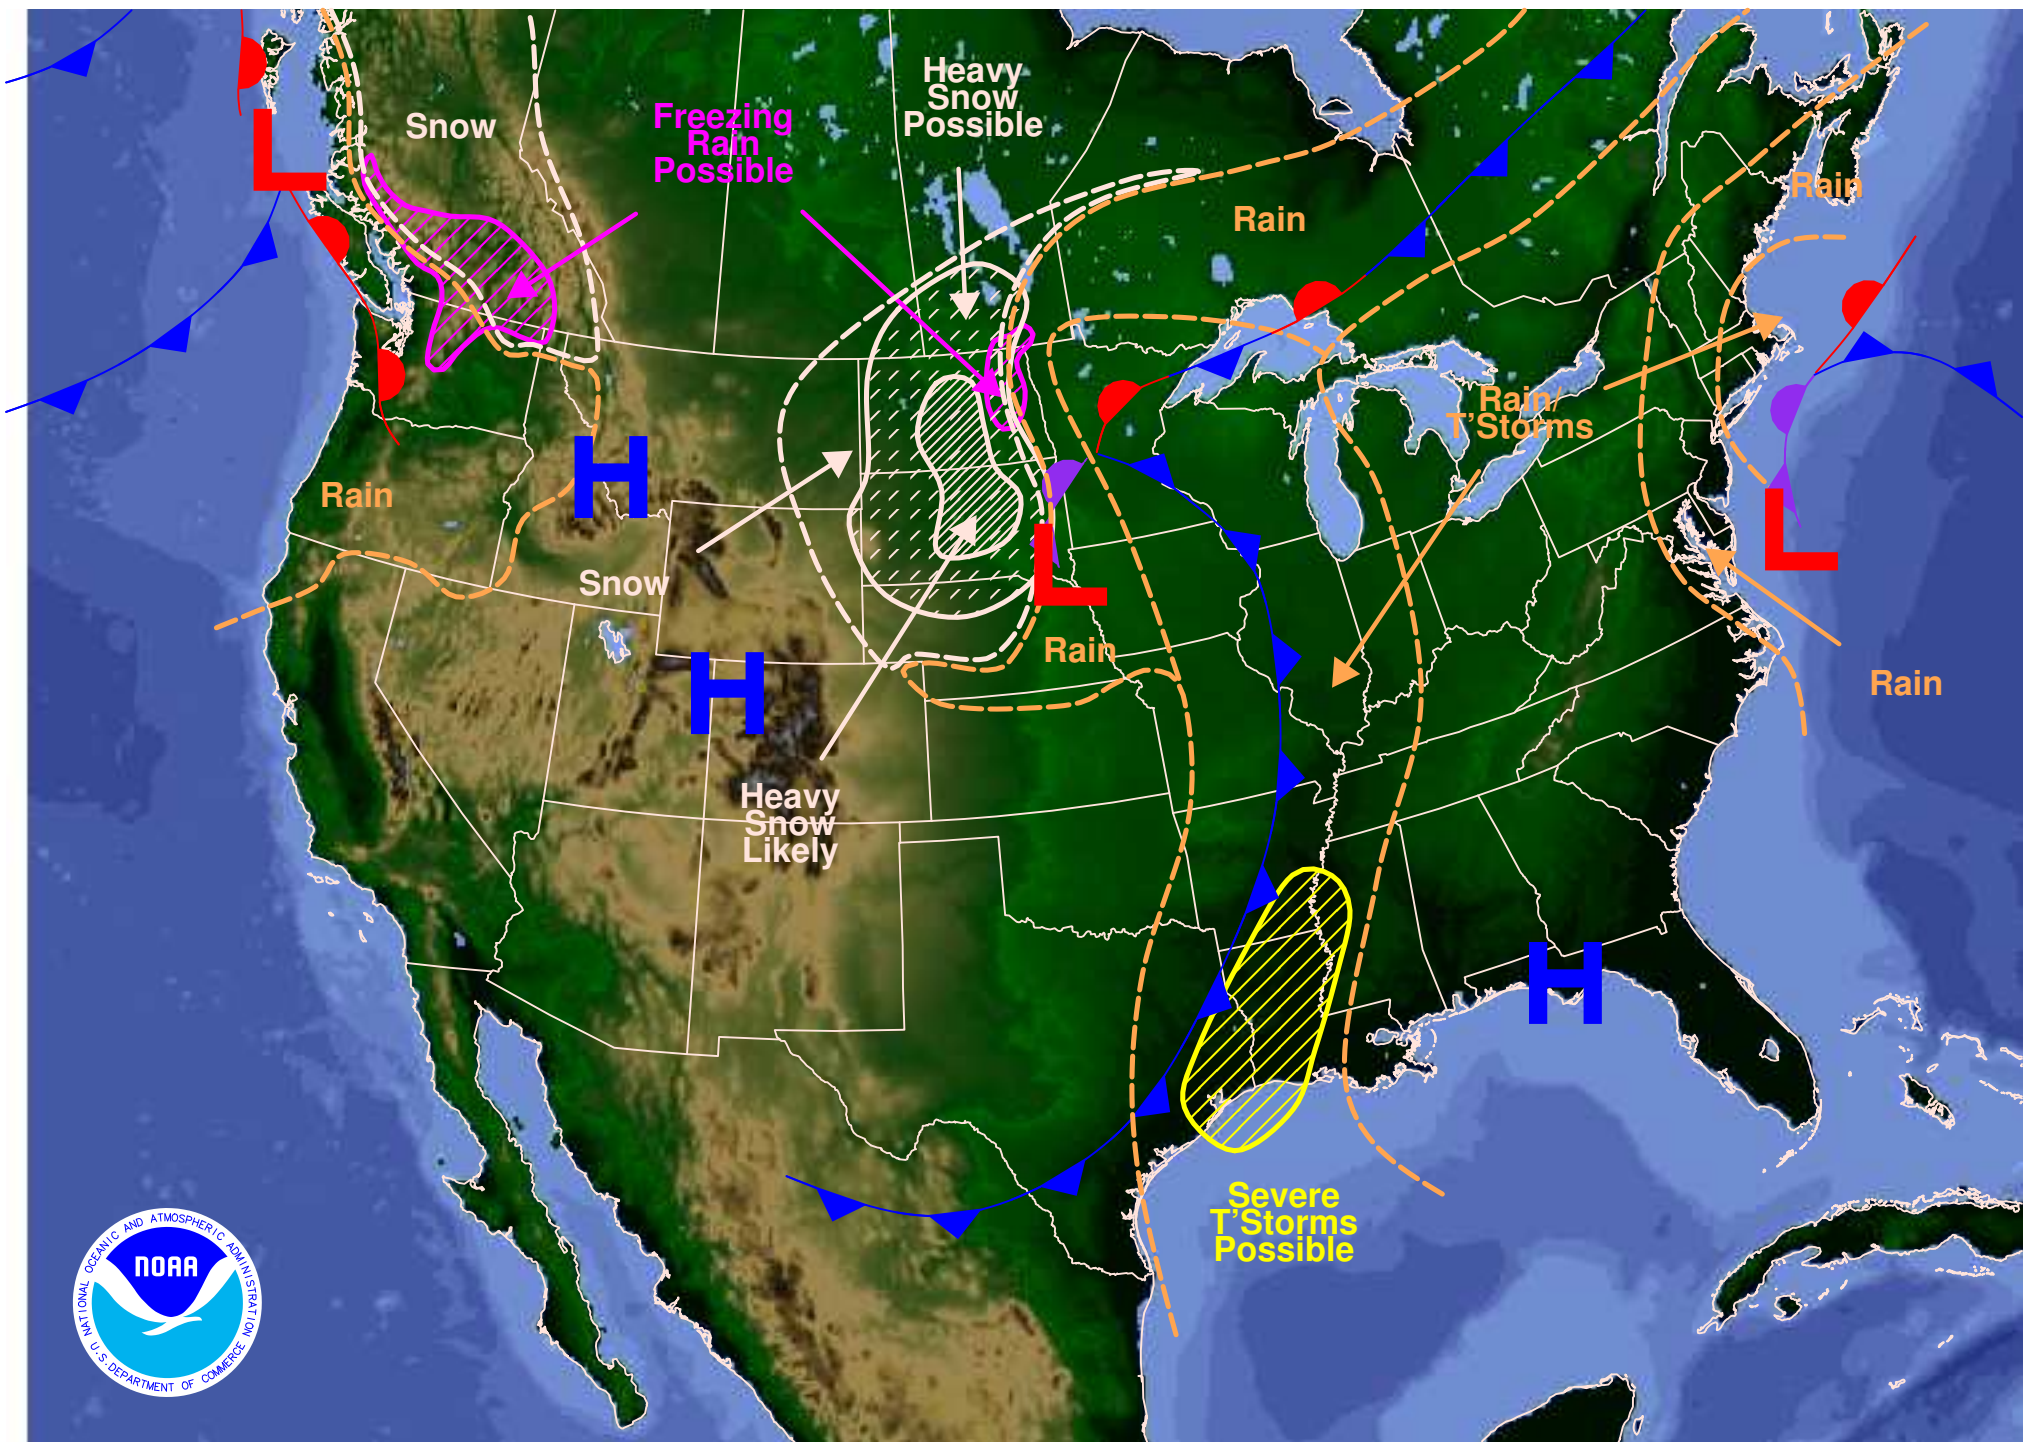 Heavy
Snow
Possible
Snow
Freezing
Rain
Possible
Rain
Rain
L
Rain/
T'Storms
H
Rain
Snow
L
L
Rain
Rain
H
Heavy
Snow
Likely
H
Severe
T'Storms
Possible
NATIONAL OCEANIC AND ATMOSPHERIC ADMINISTRATION
NOAA
U.S. DEPARTMENT OF COMMERCE